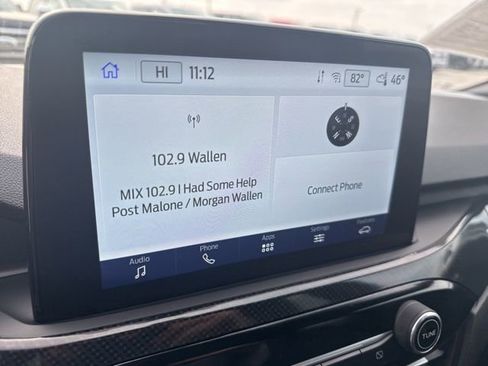 HI 11:12 82° 46°
102.9 Wallen
MIX 102.9 I Had Some Help
Post Malone / Morgan Wallen
E S
N W
Connect Phone
Audio Phone Apps Settings Features
TUNE